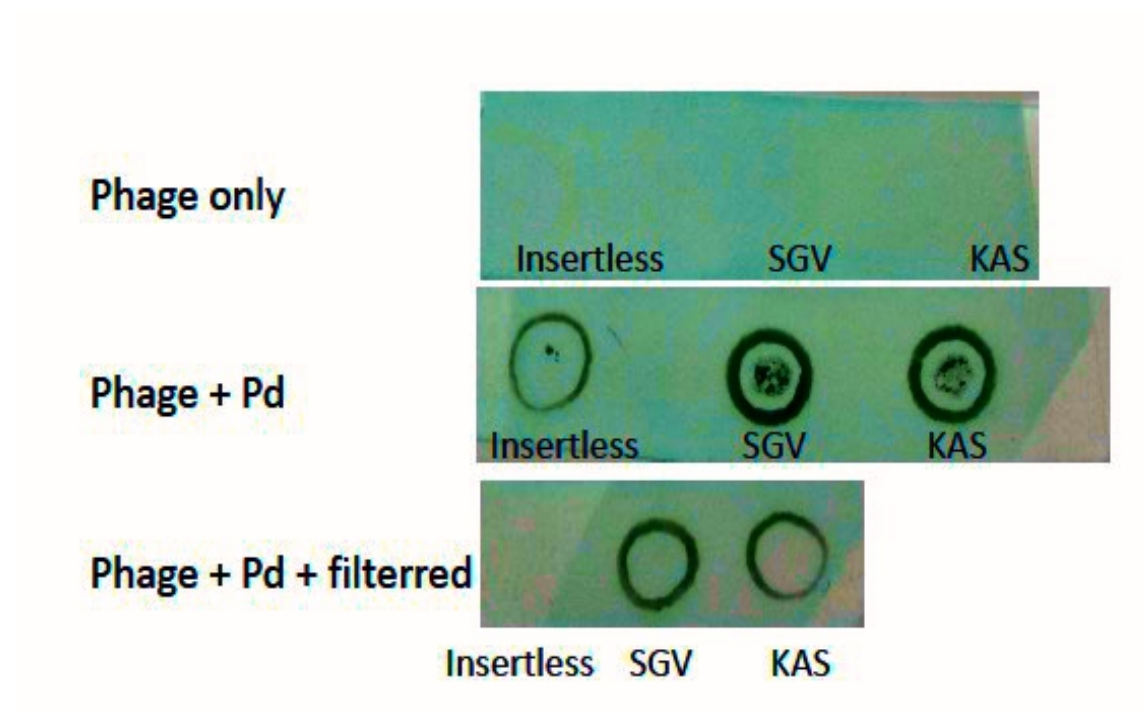 Phage only
Insertless SGV KAS
Phage + Pd
Insertless SGV KAS
Phage + Pd + filterred
Insertless SGV KAS